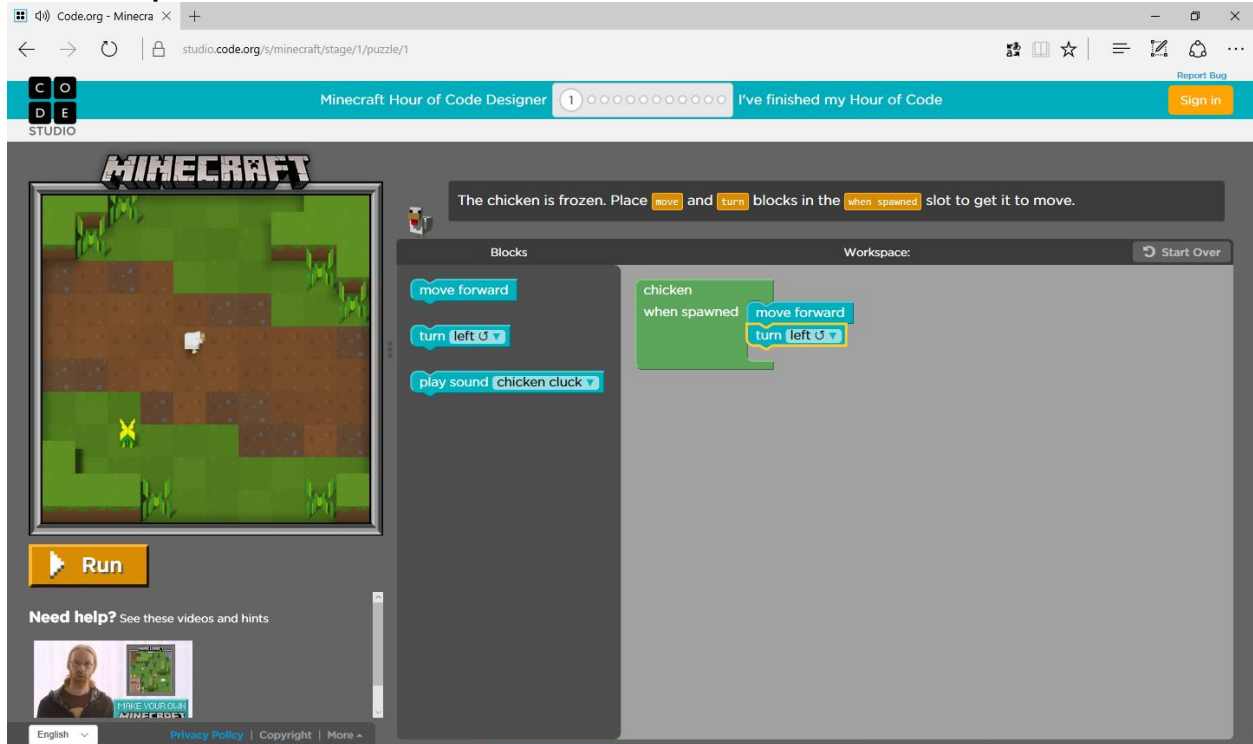 Code.org - Minecra
studio.code.org/s/minecraft/stage/1/puzzle/1
Report Bug
C O
D E
STUDIO
Minecraft Hour of Code Designer 1 I've finished my Hour of Code
Sign in
MINECRAFT
The chicken is frozen. Place move and turn blocks in the when spawned slot to get it to move.
Blocks
Workspace:
Start Over
move forward
turn left
play sound chicken cluck
chicken
when spawned
move forward
turn left
Run
Need help? See these videos and hints
MINECRAFT
MAKE YOUR OWN
MINECRAFT
English
Privacy Policy | Copyright | More